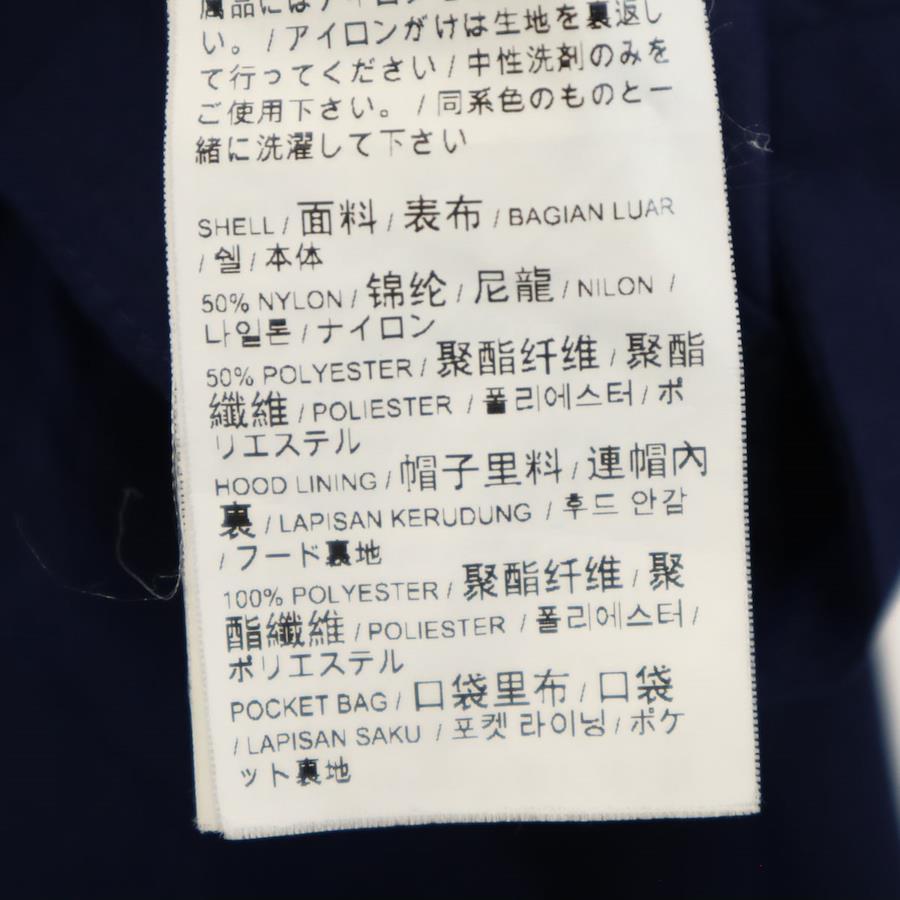 属品にはアイロン
い。/アイロンがけは生地を裏返し
て行ってください/中性洗剤のみを
ご使用下さい。/同系色のものと一
緒に洗濯して下さい
SHELL / 面料 / 表布 / BAGIAN LUAR
/ 쉘 / 本体
50% NYLON / 锦纶 / 尼龍 / NILON /
나일론 / ナイロン
50% POLYESTER / 聚酯纤维 / 聚酯
纖維 / POLIESTER / 폴리에스터 / ポ
リエステル
HOOD LINING / 帽子里料 / 連帽內
裏 / LAPISAN KERUDUNG / 후드 안감
/ フード裏地
100% POLYESTER / 聚酯纤维 / 聚
酯纖維 / POLIESTER / 폴리에스터 /
ポリエステル
POCKET BAG / 口袋里布 / 口袋
/ LAPISAN SAKU / 포켓 라이닝 / ポケ
ット裏地